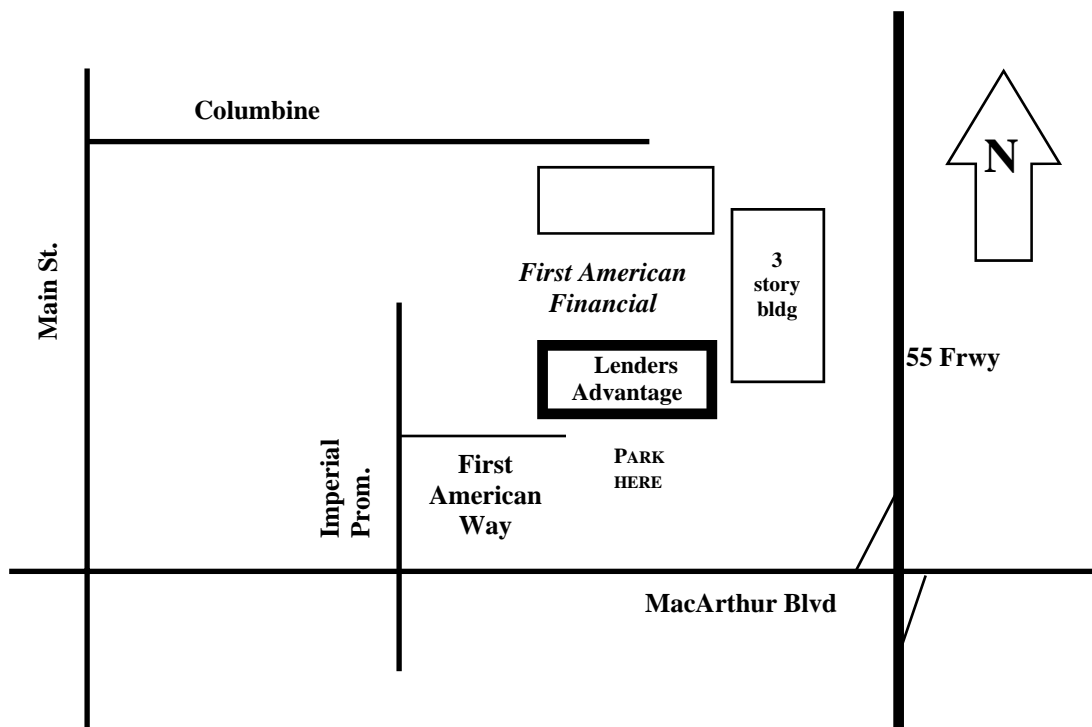 Columbine
N
Main St.
First American
Financial
3
story
bldg
55 Frwy
Lenders
Advantage
Imperial
Prom.
First
American
Way
PARK
HERE
MacArthur Blvd